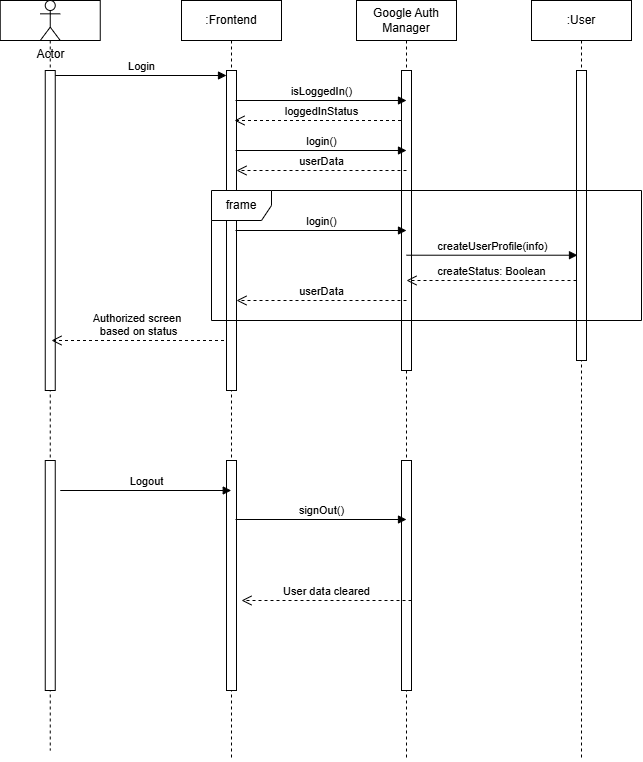 :Frontend
Google Auth
Manager
:User
Actor
Login
isLoggedIn()
loggedInStatus
login()
userData
frame
login()
createUserProfile(info)
createStatus: Boolean
userData
Authorized screen
based on status
Logout
signOut()
User data cleared